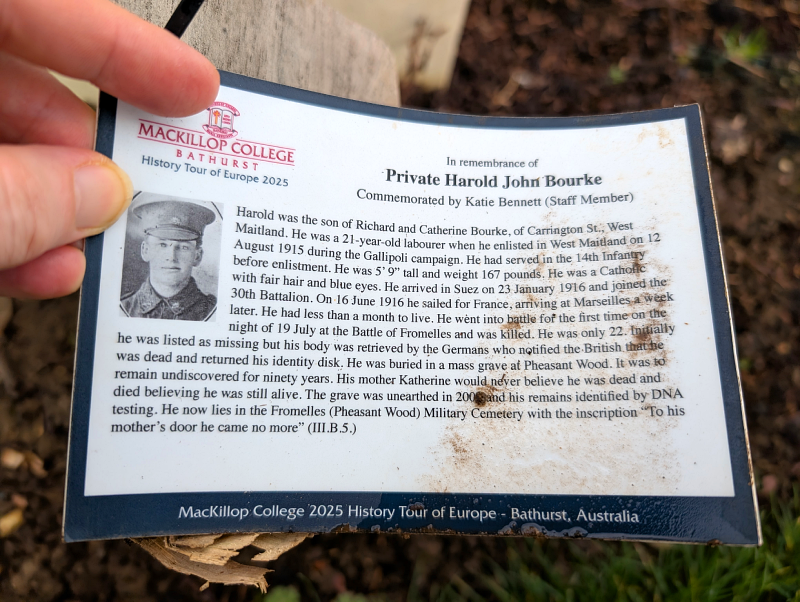 MACKILLOP COLLEGE
BATHURST
History Tour of Europe 2025
In remembrance of
Private Harold John Bourke
Commemorated by Katie Bennett (Staff Member)
Harold was the son of Richard and Catherine Bourke, of Carrington St., West
Maitland. He was a 21-year-old labourer when he enlisted in West Maitland on 12
August 1915 during the Gallipoli campaign. He had served in the 14th Infantry
before enlistment. He was 5' 9" tall and weight 167 pounds. He was a Catholic
with fair hair and blue eyes. He arrived in Suez on 23 January 1916 and joined the
30th Battalion. On 16 June 1916 he sailed for France, arriving at Marseilles a week
later. He had less than a month to live. He went into battle for the first time on the
night of 19 July at the Battle of Fromelles and was killed. He was only 22. Initially
he was listed as missing but his body was retrieved by the Germans who notified the British that he
was dead and returned his identity disk. He was buried in a mass grave at Pheasant Wood. It was to
remain undiscovered for ninety years. His mother Katherine would never believe he was dead and
died believing he was still alive. The grave was unearthed in and his remains identified by DNA
testing. He now lies in the Fromelles (Pheasant Wood) Military Cemetery with the inscription “To his
mother's door he came no more” (III.B.5.)
MacKillop College 2025 History Tour of Europe - Bathurst, Australia